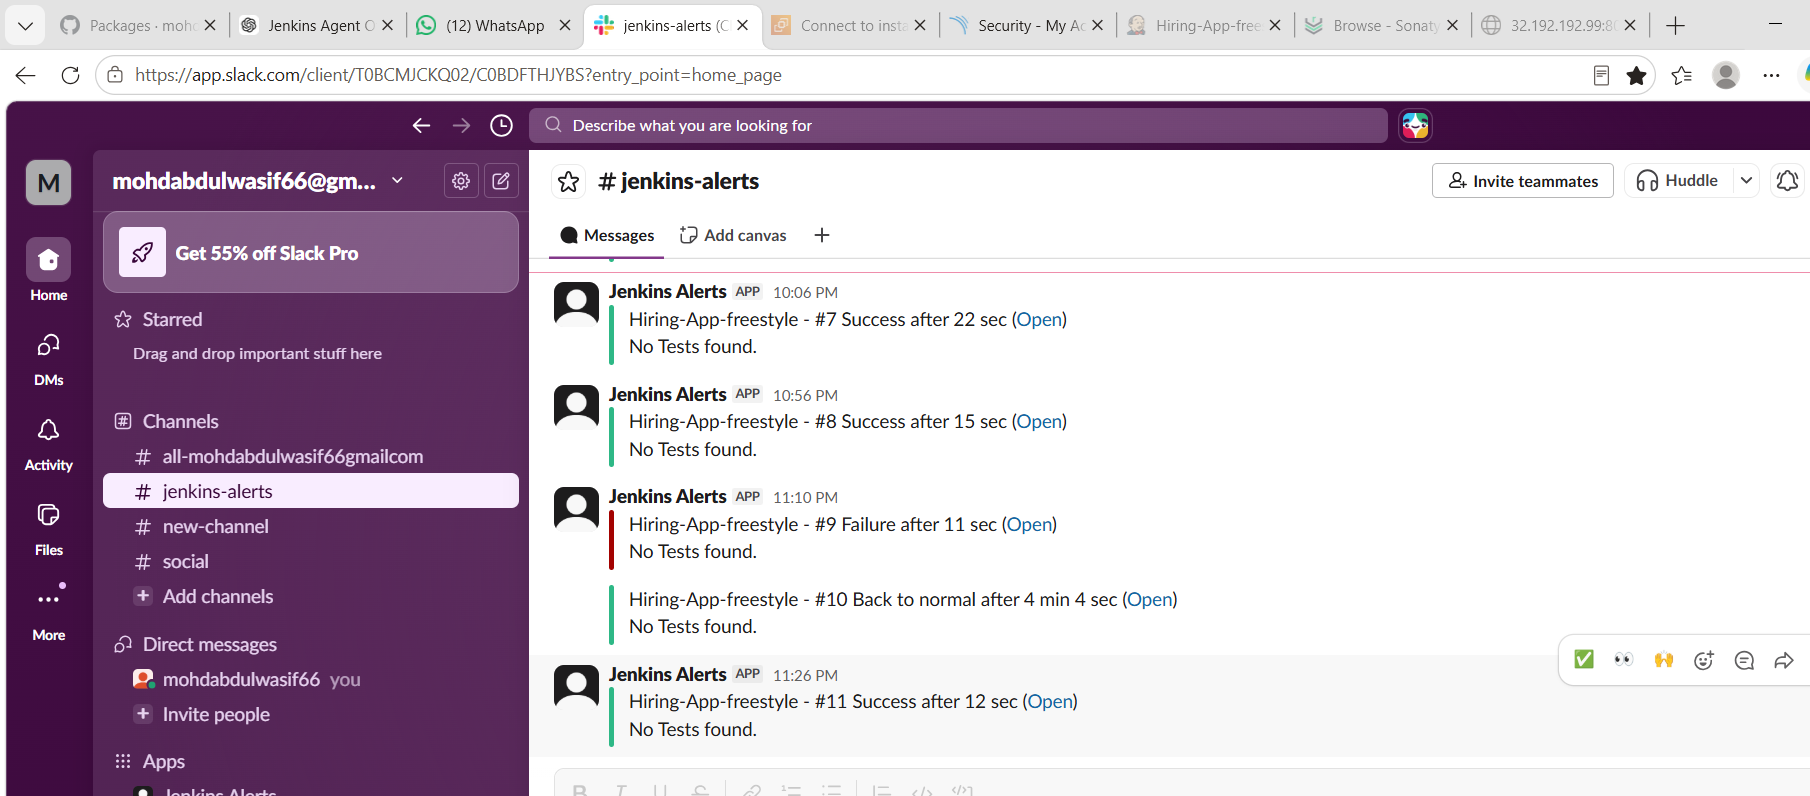 Packages · mohd
Jenkins Agent O
(12) WhatsApp
jenkins-alerts (C
Connect to insta
Security - My Ac
Hiring-App-free
Browse - Sonaty
32.192.192.99:80
https://app.slack.com/client/T0BCMJCKQ02/C0BDFTHJYBS?entry_point=home_page
Describe what you are looking for
M
mohdabdulwasif66@gm...
# jenkins-alerts
Invite teammates
Huddle
Get 55% off Slack Pro
Messages
Add canvas
Home
DMs
Activity
Files
More
Starred
Drag and drop important stuff here
Channels
# all-mohdabdulwasif66gmailcom
# jenkins-alerts
# new-channel
# social
+ Add channels
Direct messages
mohdabdulwasif66 you
+ Invite people
Apps
Jenkins Alerts
Jenkins Alerts APP 10:06 PM
Hiring-App-freestyle - #7 Success after 22 sec (Open)
No Tests found.
Jenkins Alerts APP 10:56 PM
Hiring-App-freestyle - #8 Success after 15 sec (Open)
No Tests found.
Jenkins Alerts APP 11:10 PM
Hiring-App-freestyle - #9 Failure after 11 sec (Open)
No Tests found.
Hiring-App-freestyle - #10 Back to normal after 4 min 4 sec (Open)
No Tests found.
Jenkins Alerts APP 11:26 PM
Hiring-App-freestyle - #11 Success after 12 sec (Open)
No Tests found.